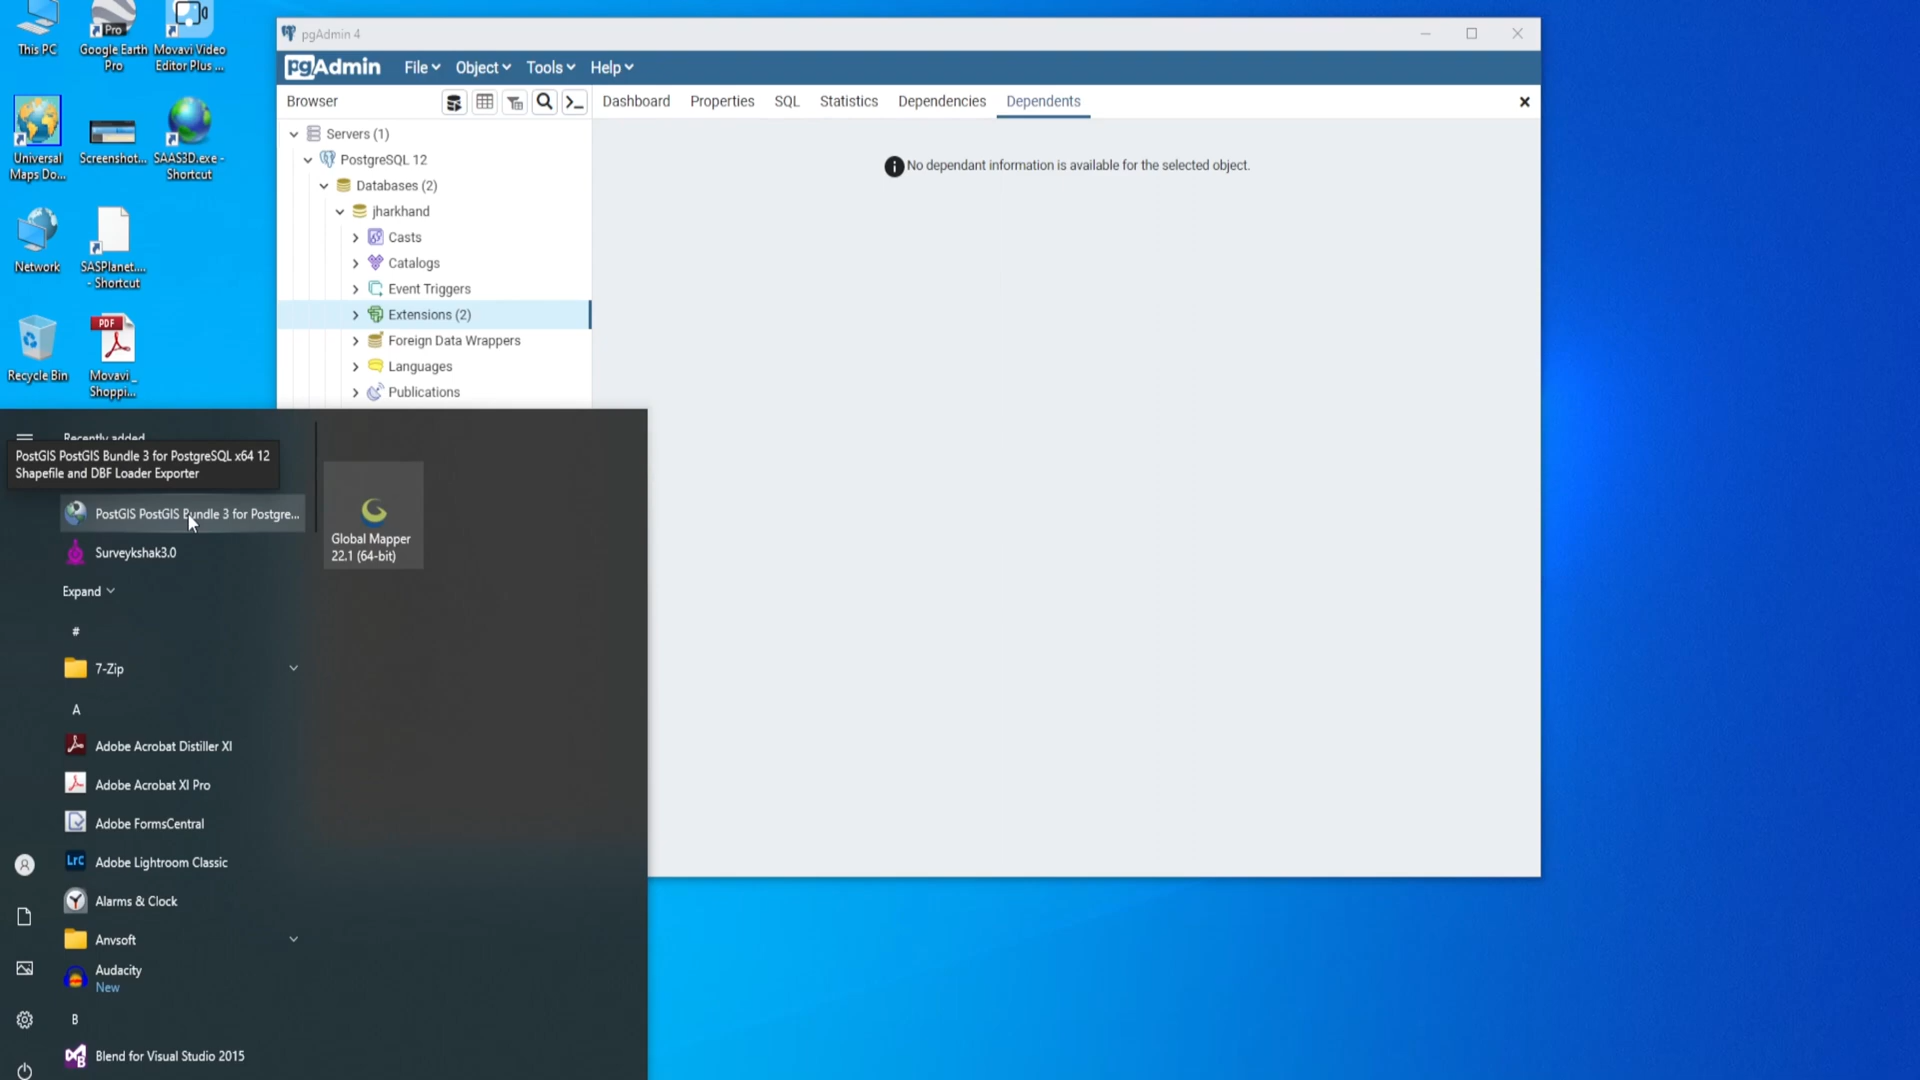 This PC
Google Earth
Pro
Movavi Video
Editor Plus ...
Universal
Maps Do...
Screenshot...
SAAS3D.exe -
Shortcut
Network
SASPlanet....
- Shortcut
Recycle Bin
PDF
Movavi_
Shoppi...
pgAdmin 4
pgAdmin
File
Object
Tools
Help
Browser
Dashboard
Properties
SQL
Statistics
Dependencies
Dependents
Servers (1)
PostgreSQL 12
Databases (2)
jharkhand
Casts
Catalogs
Event Triggers
Extensions (2)
Foreign Data Wrappers
Languages
Publications
No dependant information is available for the selected object.
Recently added
PostGIS PostGIS Bundle 3 for PostgreSQL x64 12
Shapefile and DBF Loader Exporter
PostGIS PostGIS Bundle 3 for Postgre...
Surveykshak3.0
Expand
#
7-Zip
A
Adobe Acrobat Distiller XI
Adobe Acrobat XI Pro
Adobe FormsCentral
Lrc
Adobe Lightroom Classic
Alarms & Clock
Anvsoft
Audacity
New
B
Blend for Visual Studio 2015
Global Mapper
22.1 (64-bit)
Pro